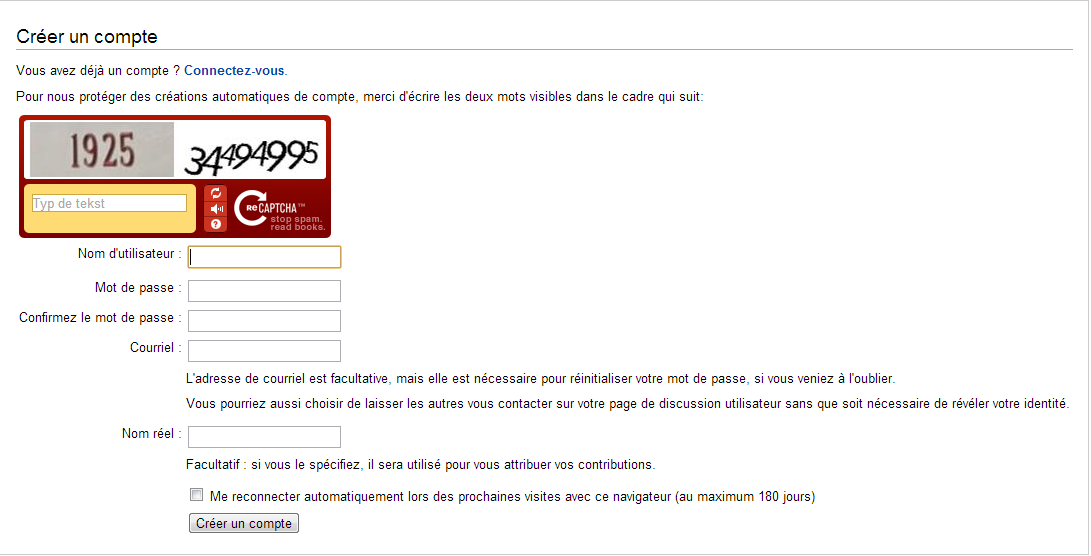 Créer un compte
Vous avez déjà un compte ? Connectez-vous.
Pour nous protéger des créations automatiques de compte, merci d'écrire les deux mots visibles dans le cadre qui suit:
1925 34494995
Typ de tekst
reCAPTCHA™
stop spam.
read books.
Nom d'utilisateur :
Mot de passe :
Confirmez le mot de passe :
Courriel :
L'adresse de courriel est facultative, mais elle est nécessaire pour réinitialiser votre mot de passe, si vous veniez à l'oublier.
Vous pourriez aussi choisir de laisser les autres vous contacter sur votre page de discussion utilisateur sans que soit nécessaire de révéler votre identité.
Nom réel :
Facultatif : si vous le spécifiez, il sera utilisé pour vous attribuer vos contributions.
Me reconnecter automatiquement lors des prochaines visites avec ce navigateur (au maximum 180 jours)
Créer un compte